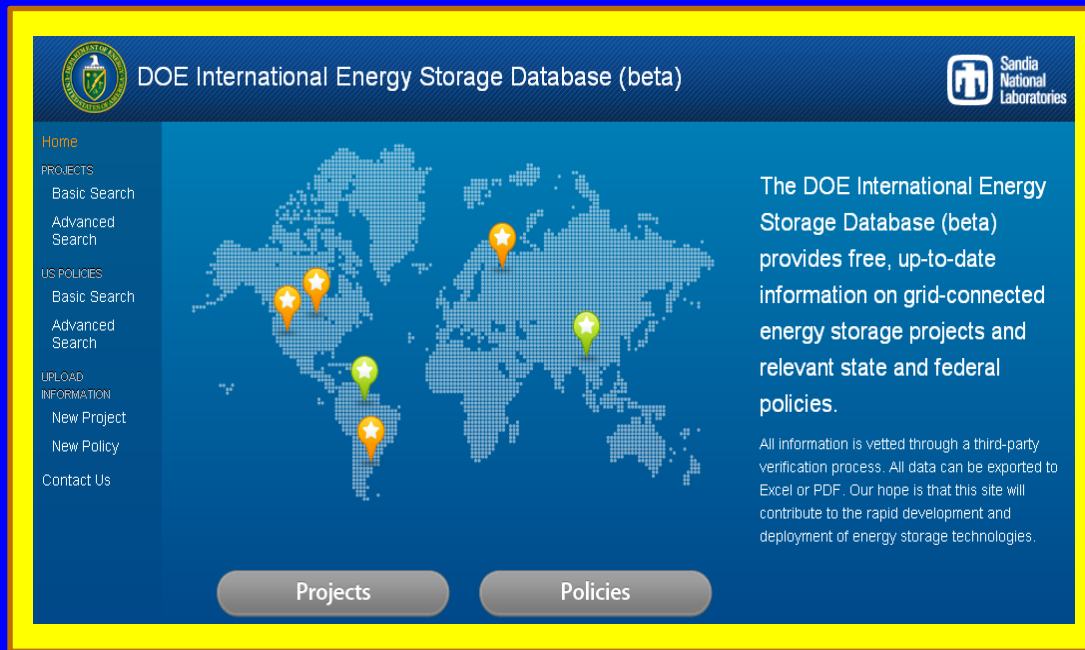 DOE International Energy Storage Database (beta)
Sandia
National
Laboratories
Home
PROJECTS
Basic Search
Advanced
Search
US POLICIES
Basic Search
Advanced
Search
UPLOAD
INFORMATION
New Project
New Policy
Contact Us
The DOE International Energy
Storage Database (beta)
provides free, up-to-date
information on grid-connected
energy storage projects and
relevant state and federal
policies.
All information is vetted through a third-party
verification process. All data can be exported to
Excel or PDF. Our hope is that this site will
contribute to the rapid development and
deployment of energy storage technologies.
Projects
Policies